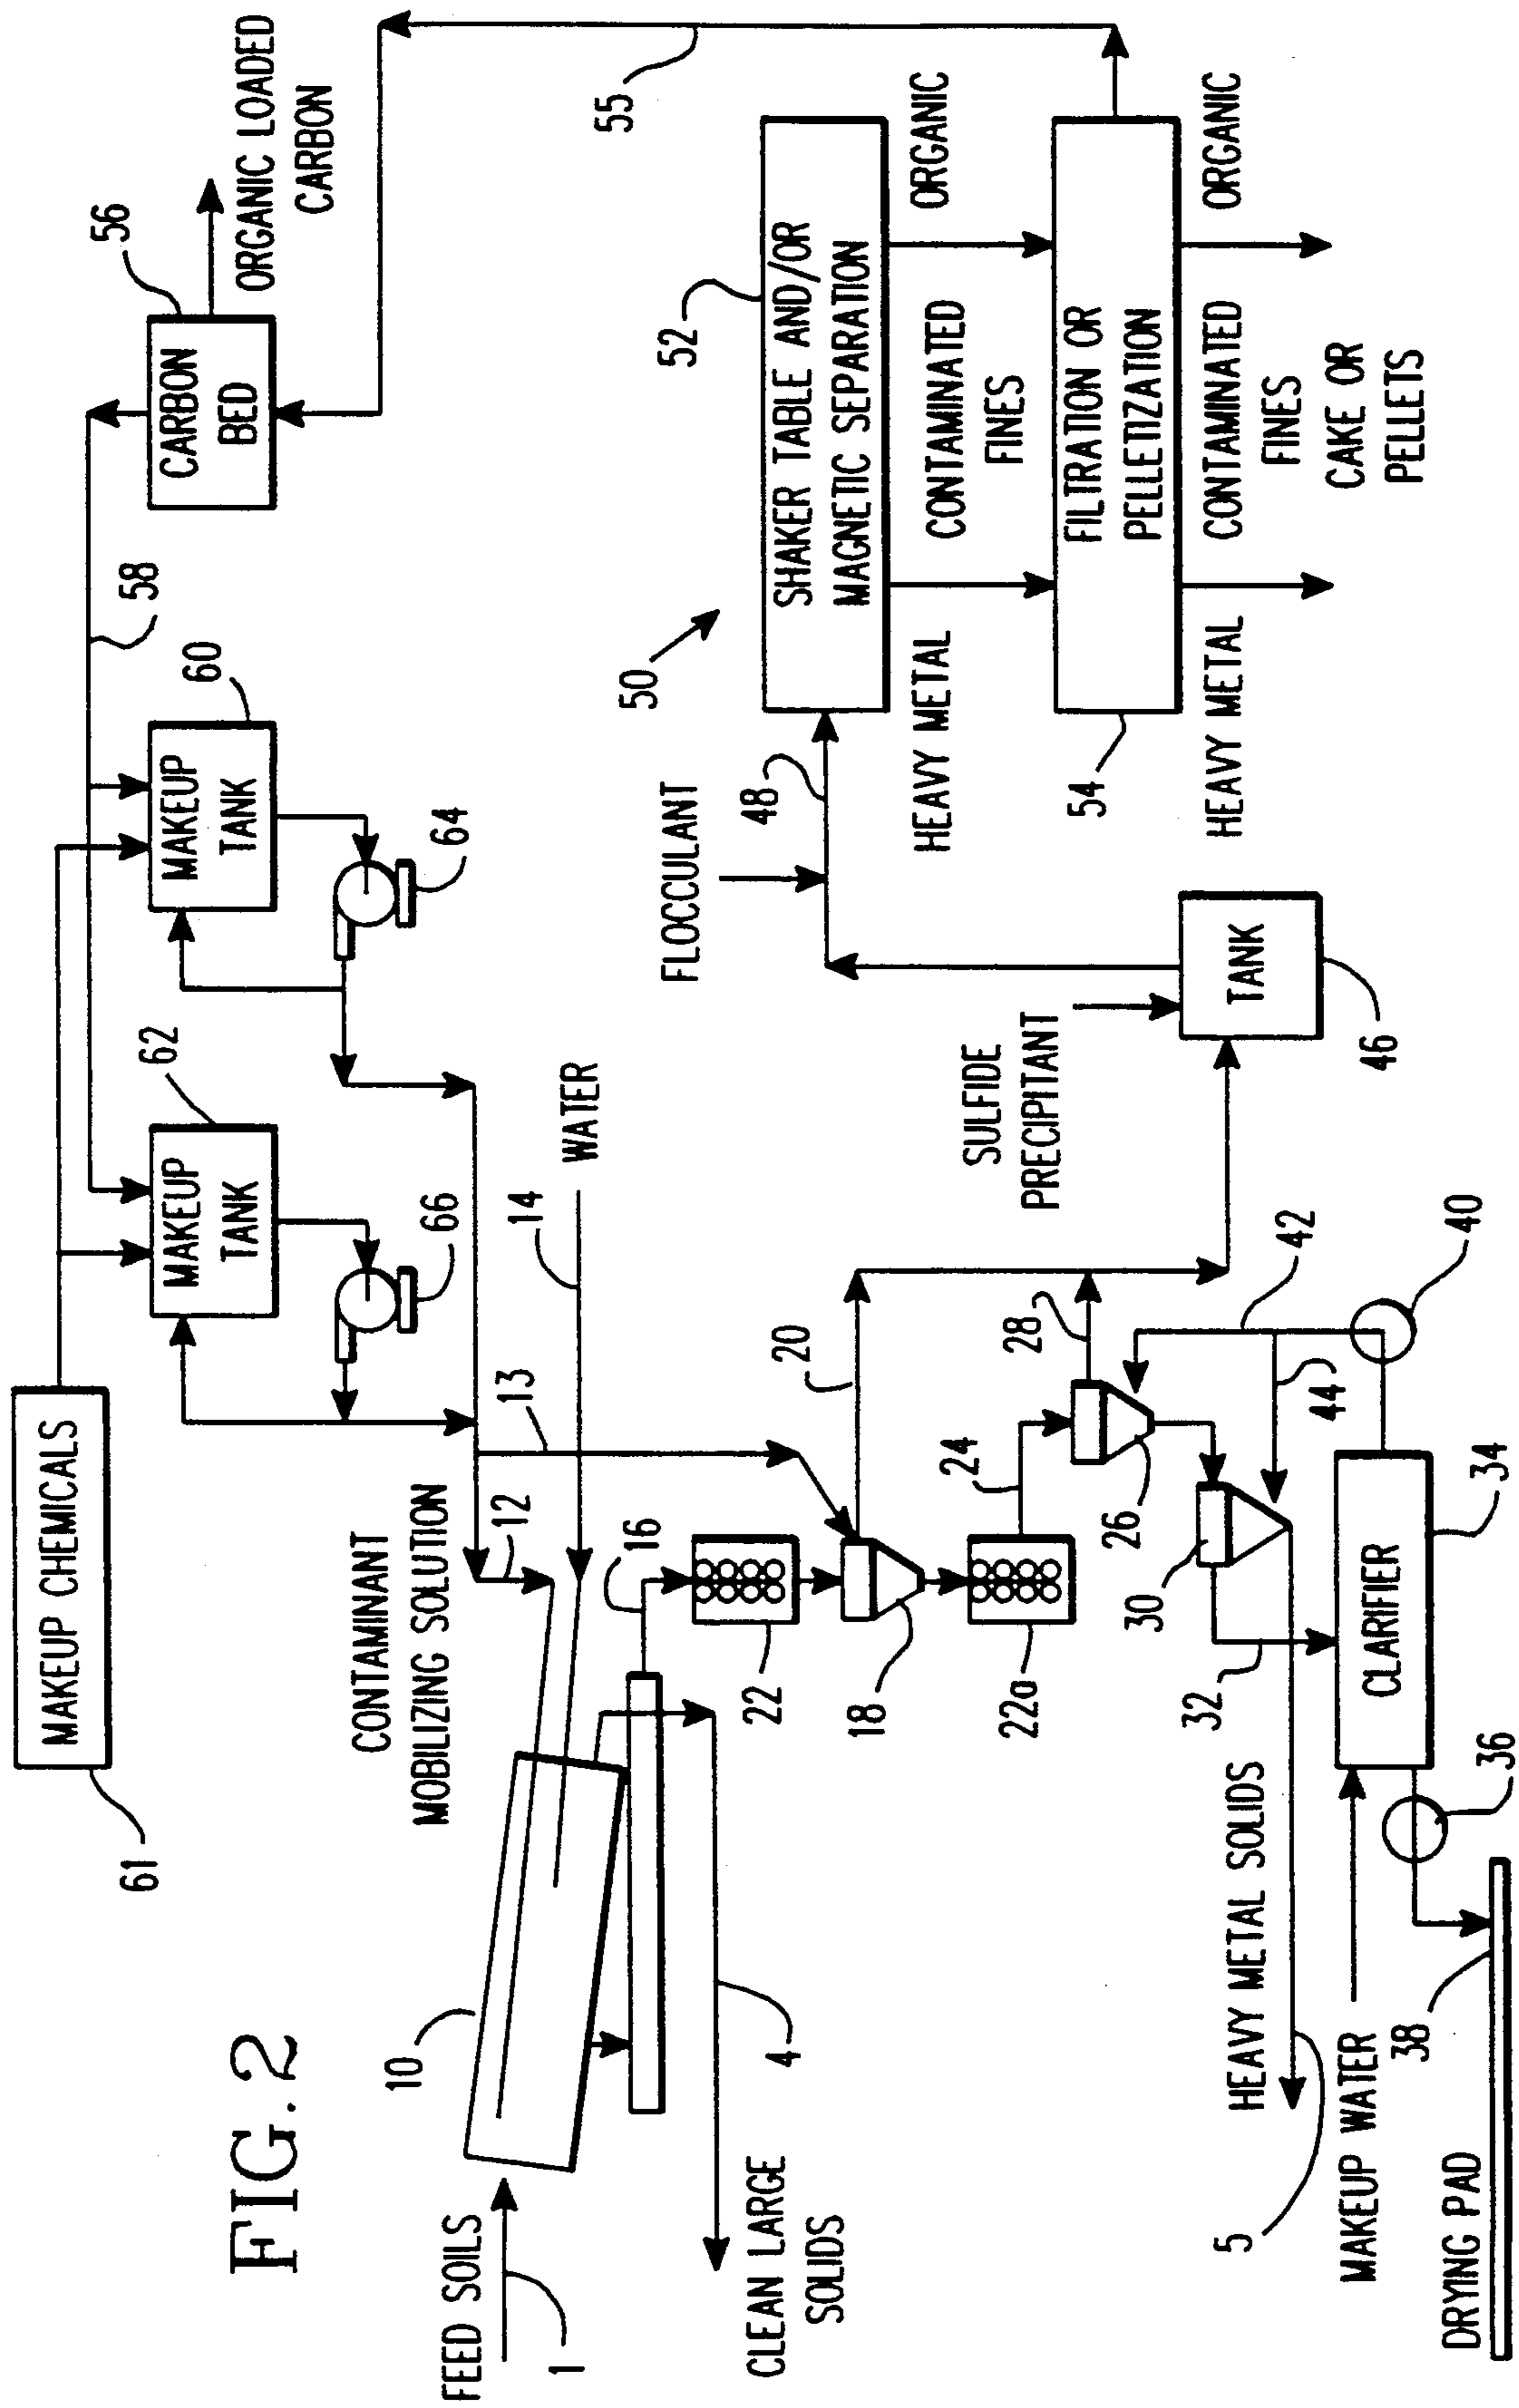 FIG. 2
MAKEUP CHEMICALS
61
MAKEUP
TANK
62
MAKEUP
TANK
60
58
CARBON
BED
56
ORGANIC LOADED
CARBON
66
64
55
FEED SOILS
1
10
CONTAMINANT
MOBILIZING SOLUTION
12
13
14
WATER
16
CLEAN LARGE
SOLIDS
4
22
18
20
22a
24
26
28
30
32
HEAVY METAL SOLIDS
5
MAKEUP WATER
CLARIFIER
34
36
38
DRYING PAD
40
42
44
SULFIDE
PRECIPITANT
TANK
46
FLOCCULANT
48
50
52
SHAKER TABLE AND/OR
MAGNETIC SEPARATION
HEAVY METAL
CONTAMINATED
FINES
ORGANIC
FILTRATION OR
PELLETIZATION
54
HEAVY METAL
CONTAMINATED
FINES
CAKE OR
PELLETS
ORGANIC